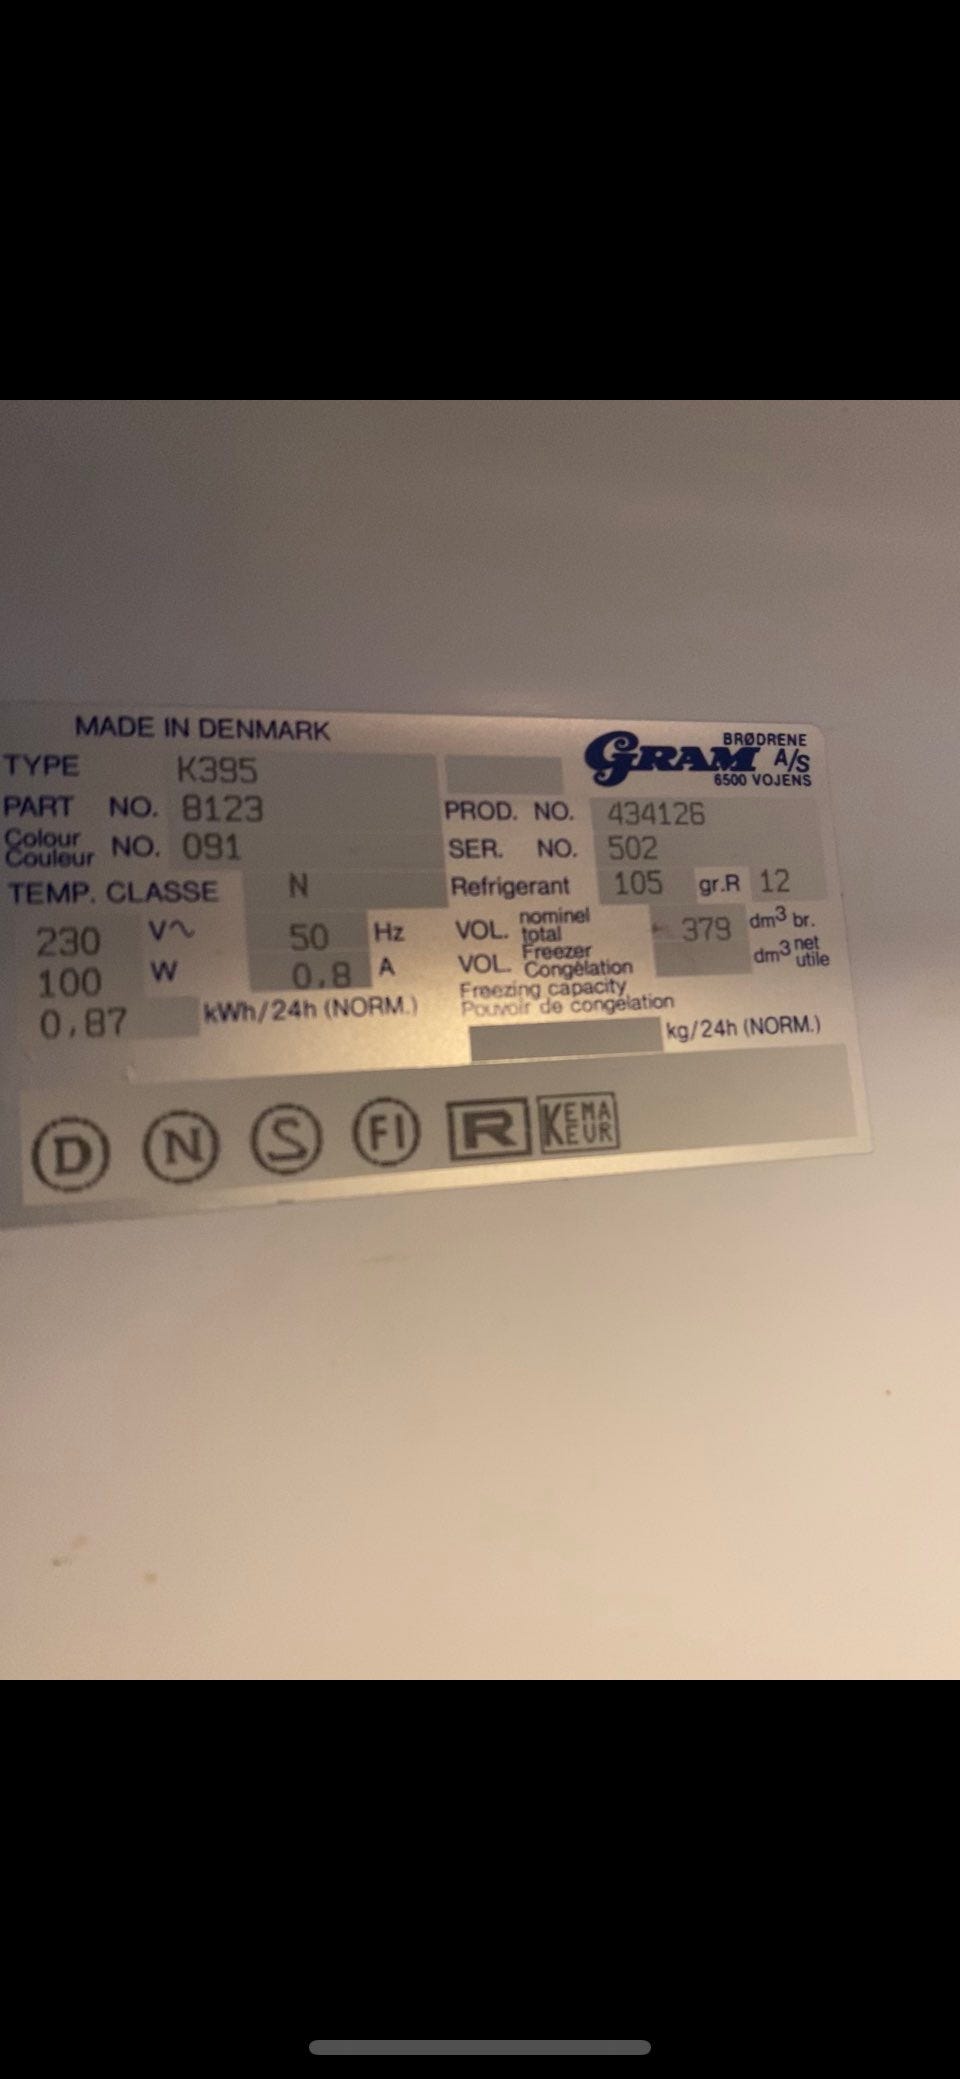 MADE IN DENMARK
BRØDRENE
GRAM A/S
6500 VOJENS
TYPE K395
PART NO. 8123
PROD. NO. 434126
Colour
Couleur NO. 091
SER. NO. 502
TEMP. CLASSE N
Refrigerant 105 gr.R 12
230 V~ 50 Hz
VOL. nominel total 379 dm³ br.
100 W 0,8 A
VOL. Freezer Congélation dm³ net utile
0,87 kWh/24h (NORM.)
Freezing capacity
Pouvoir de congelation
kg/24h (NORM.)
D N S FI R KEMA KEUR